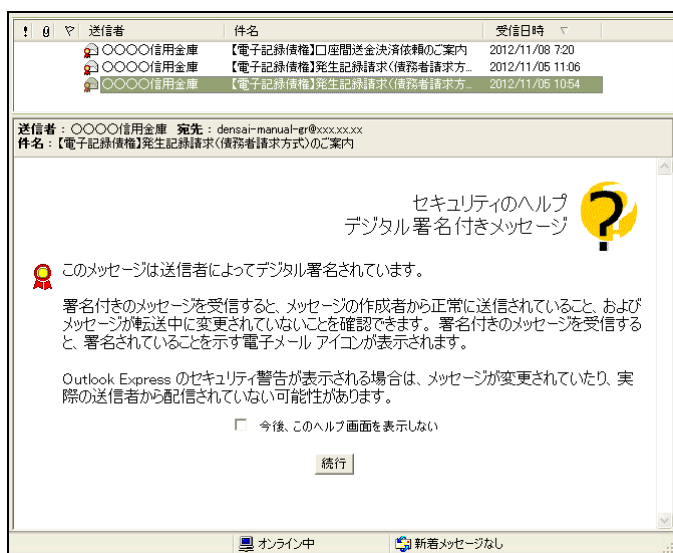 ! 送信者 件名 受信日時
○○○○信用金庫 【電子記録債権】口座間送金決済依頼のご案内 2012/11/08 7:20
○○○○信用金庫 【電子記録債権】発生記録請求(債務者請求方... 2012/11/05 11:06
○○○○信用金庫 【電子記録債権】発生記録請求(債務者請求方... 2012/11/05 10:54
送信者: ○○○○信用金庫 宛先: densai-manual-gr@xxx.xx.xx
件名: 【電子記録債権】発生記録請求(債務者請求方式)のご案内
セキュリティのヘルプ
デジタル署名付きメッセージ
?
このメッセージは送信者によってデジタル署名されています。
署名付きのメッセージを受信すると、メッセージの作成者から正常に送信されていること、および
メッセージが転送中に変更されていないことを確認できます。署名付きのメッセージを受信する
と、署名されていることを示す電子メール アイコンが表示されます。
Outlook Express のセキュリティ警告が表示される場合は、メッセージが変更されていたり、実
際の送信者から配信されていない可能性があります。
今後、このヘルプ画面を表示しない
続行
オンライン中 新着メッセージなし